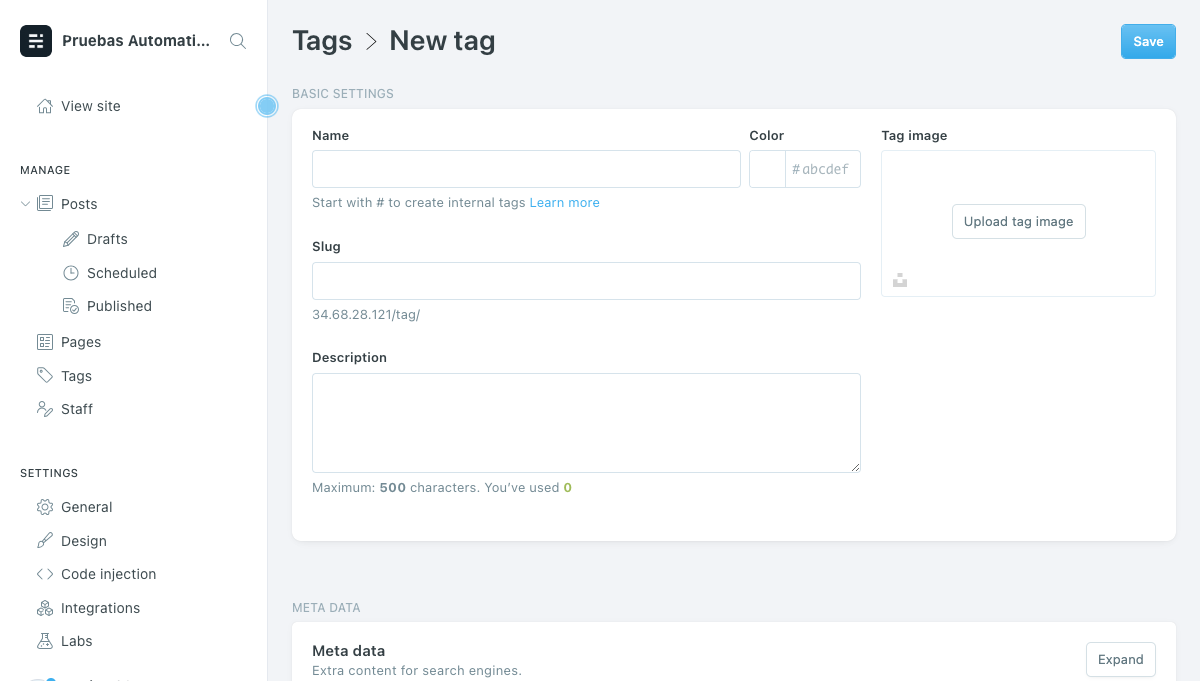 Pruebas Automati...
View site
MANAGE
Posts
Drafts
Scheduled
Published
Pages
Tags
Staff
SETTINGS
General
Design
Code injection
Integrations
Labs
Tags > New tag
Save
BASIC SETTINGS
Name
Color
#abcdef
Start with # to create internal tags Learn more
Slug
34.68.28.121/tag/
Description
Maximum: 500 characters. You’ve used 0
Tag image
Upload tag image
META DATA
Meta data
Extra content for search engines.
Expand